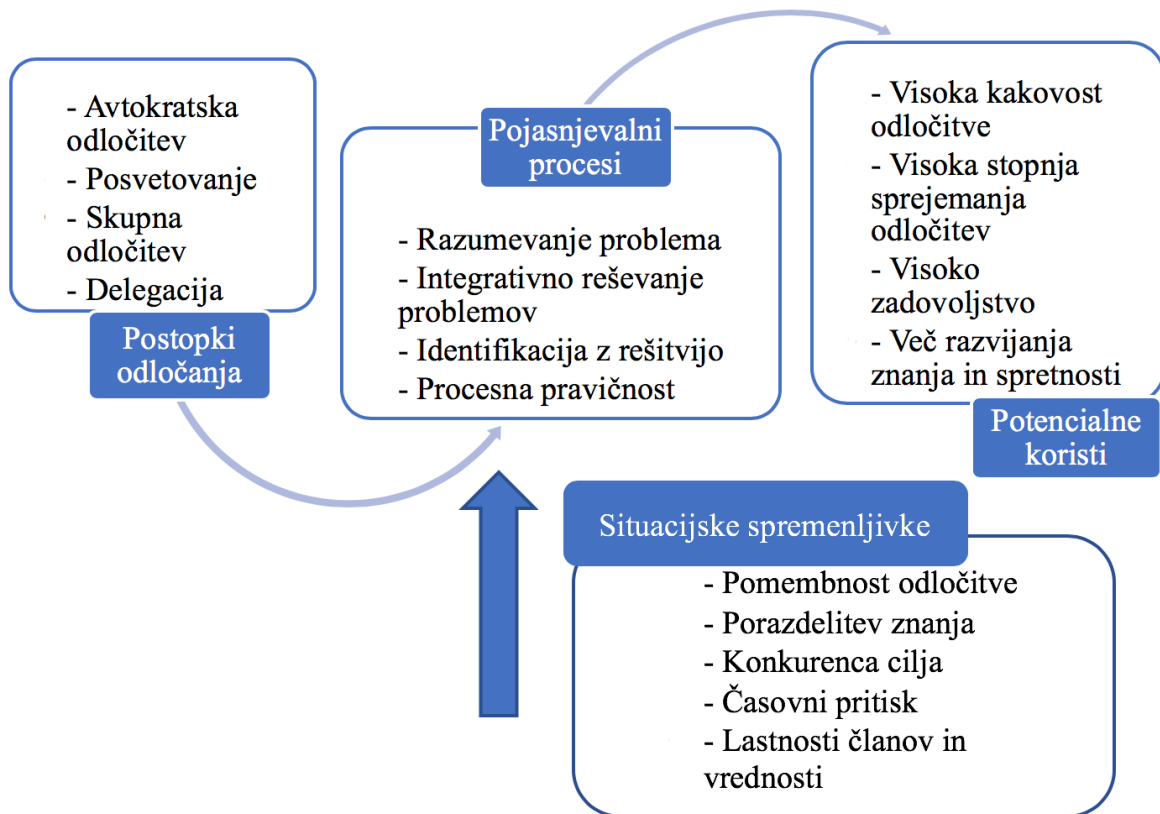 - Avtokratska
odločitev
- Posvetovanje
- Skupna
odločitev
- Delegacija
Postopki
odločanja
Pojasnjevalni
procesi
- Razumevanje problema
- Integrativno reševanje
problemov
- Identifikacija z rešitvijo
- Procesna pravičnost
- Visoka kakovost
odločitve
- Visoka stopnja
sprejemanja
odločitev
- Visoko
zadovoljstvo
- Več razvijanja
znanja in spretnosti
Potencialne
koristi
Situacijske spremenljivke
- Pomembnost odločitve
- Porazdelitev znanja
- Konkurenca cilja
- Časovni pritisk
- Lastnosti članov in
vrednosti